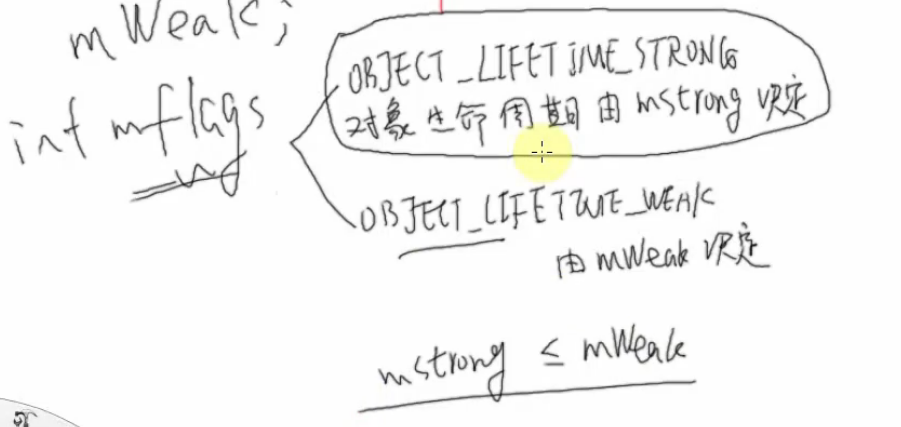 mWeak;
int mflags
OBJECT_LIFETIME_STRONG
对象生命周期由mstrong决定
OBJECT_LIFETIME_WEAK
由mWeak决定
mstrong ≤ mWeak